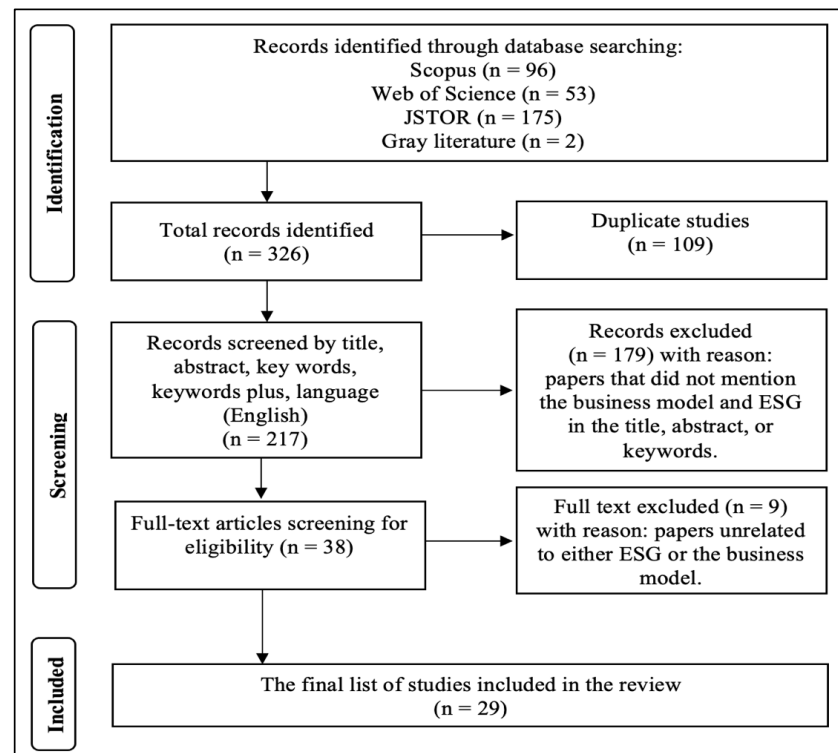 Identification
Records identified through database searching:
Scopus (n = 96)
Web of Science (n = 53)
JSTOR (n = 175)
Gray literature (n = 2)
Total records identified
(n = 326)
Duplicate studies
(n = 109)
Screening
Records screened by title,
abstract, key words,
keywords plus, language
(English)
(n = 217)
Records excluded
(n = 179) with reason:
papers that did not mention
the business model and ESG
in the title, abstract, or
keywords.
Full-text articles screening for
eligibility (n = 38)
Full text excluded (n = 9)
with reason: papers unrelated
to either ESG or the business
model.
Included
The final list of studies included in the review
(n = 29)